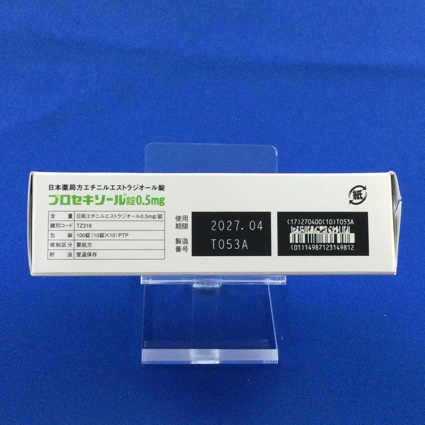 日本薬局方エチニルエストラジオール錠
プロセキソール錠0.5mg
含 量 日局エチニルエストラジオール0.5mg/錠
識別コード TZ316
包 装 100錠(10錠×10)PTP
規制区分 要処方
貯 法 室温保存
使用期限 2027.04
製造番号 T053A
紙
(17)270400(10)T053A
(01)14987123149812